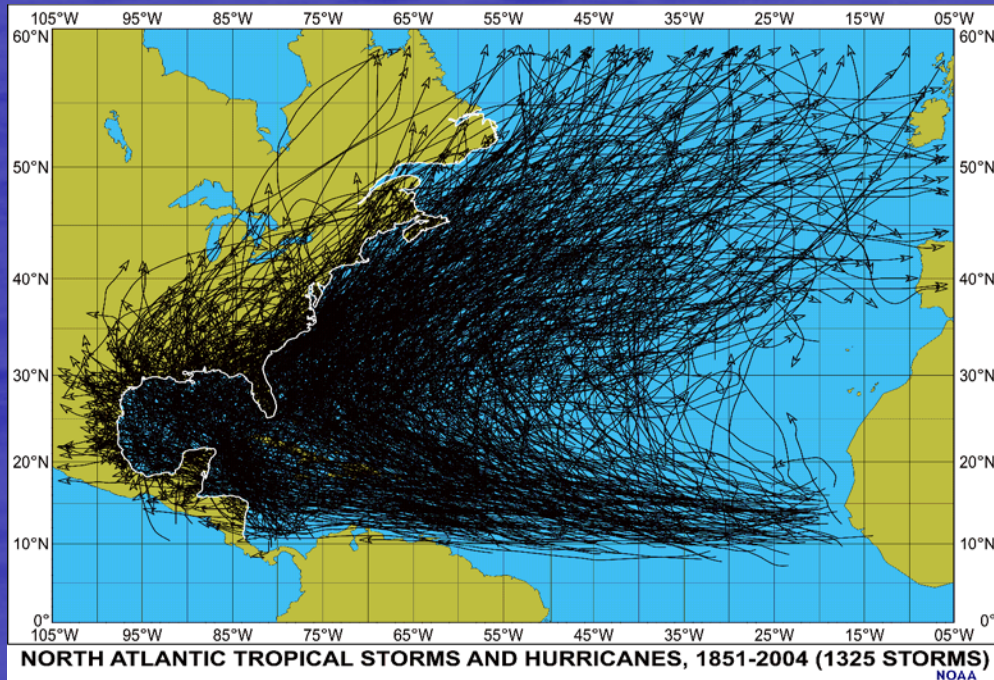 105°W 95°W 85°W 75°W 65°W 55°W 45°W 35°W 25°W 15°W 05°W
60°N 60°N
50°N 50°N
40°N 40°N
30°N 30°N
20°N 20°N
10°N 10°N
0° 0°
105°W 95°W 85°W 75°W 65°W 55°W 45°W 35°W 25°W 15°W 05°W
NORTH ATLANTIC TROPICAL STORMS AND HURRICANES, 1851-2004 (1325 STORMS)
NOAA